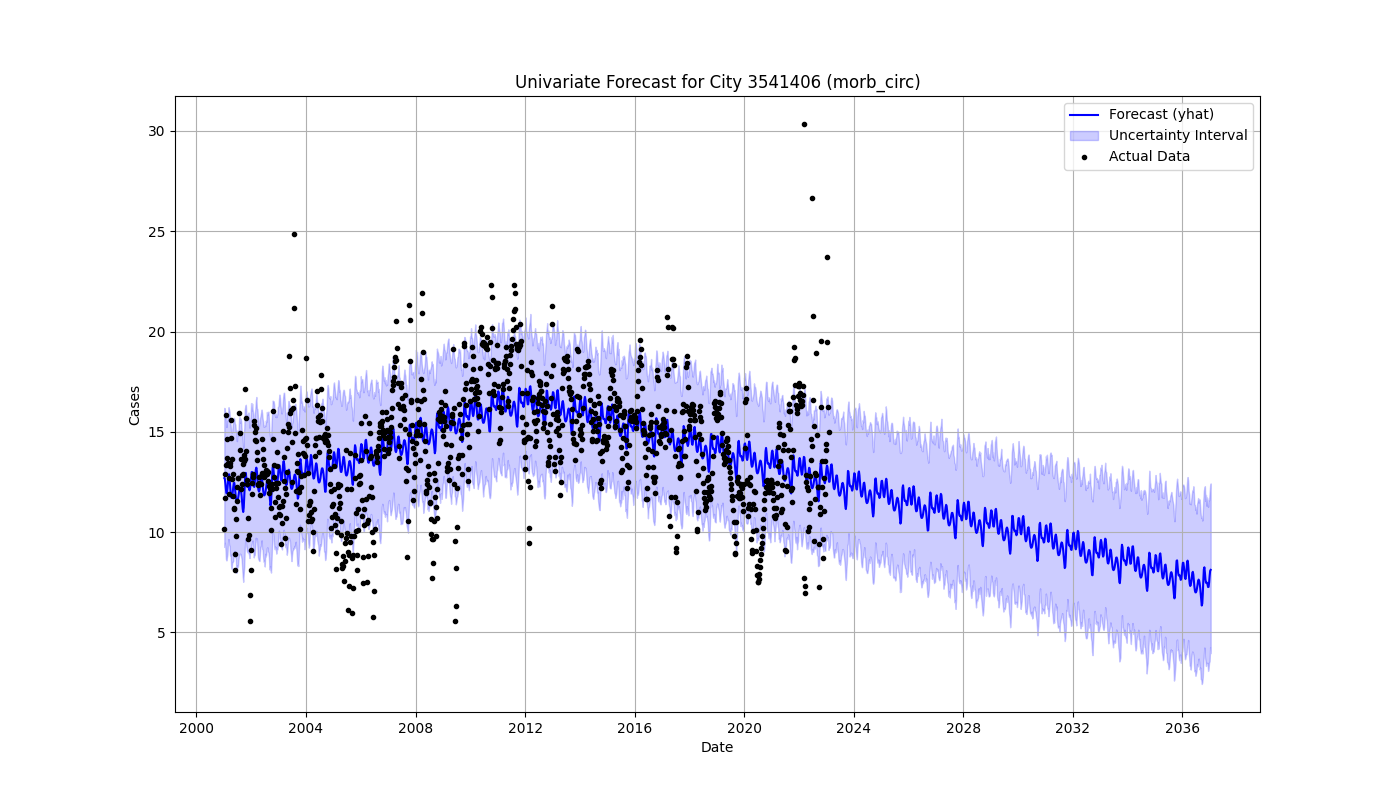 Univariate Forecast for City 3541406 (morb_circ)
Forecast (yhat)
Uncertainty Interval
Actual Data
Cases
30
25
20
15
10
5
2000 2004 2008 2012 2016 2020 2024 2028 2032 2036
Date